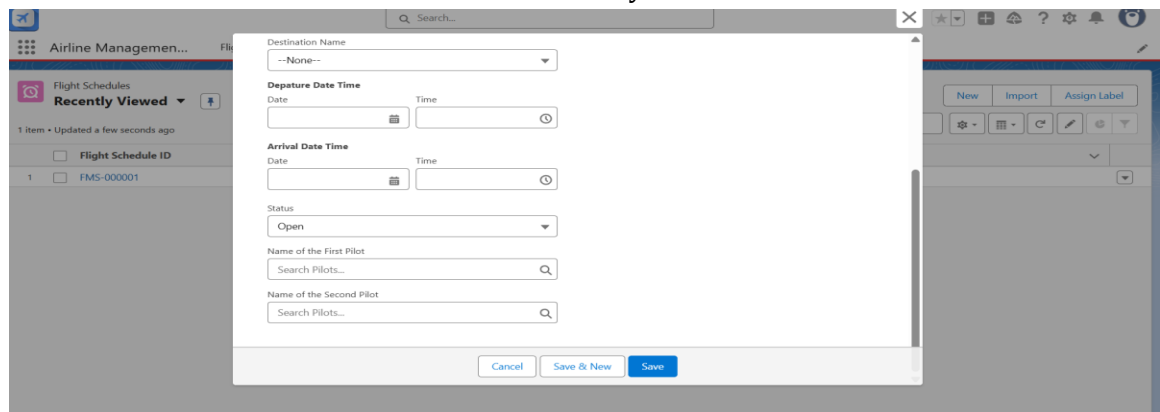 Search...
Airline Managemen...
Destination Name
--None--
Flight Schedules
Recently Viewed
New
Import
Assign Label
1 item • Updated a few seconds ago
Flight Schedule ID
1
FMS-000001
Depature Date Time
Date
Time
Arrival Date Time
Date
Time
Status
Open
Name of the First Pilot
Search Pilots...
Name of the Second Pilot
Search Pilots...
Cancel
Save & New
Save